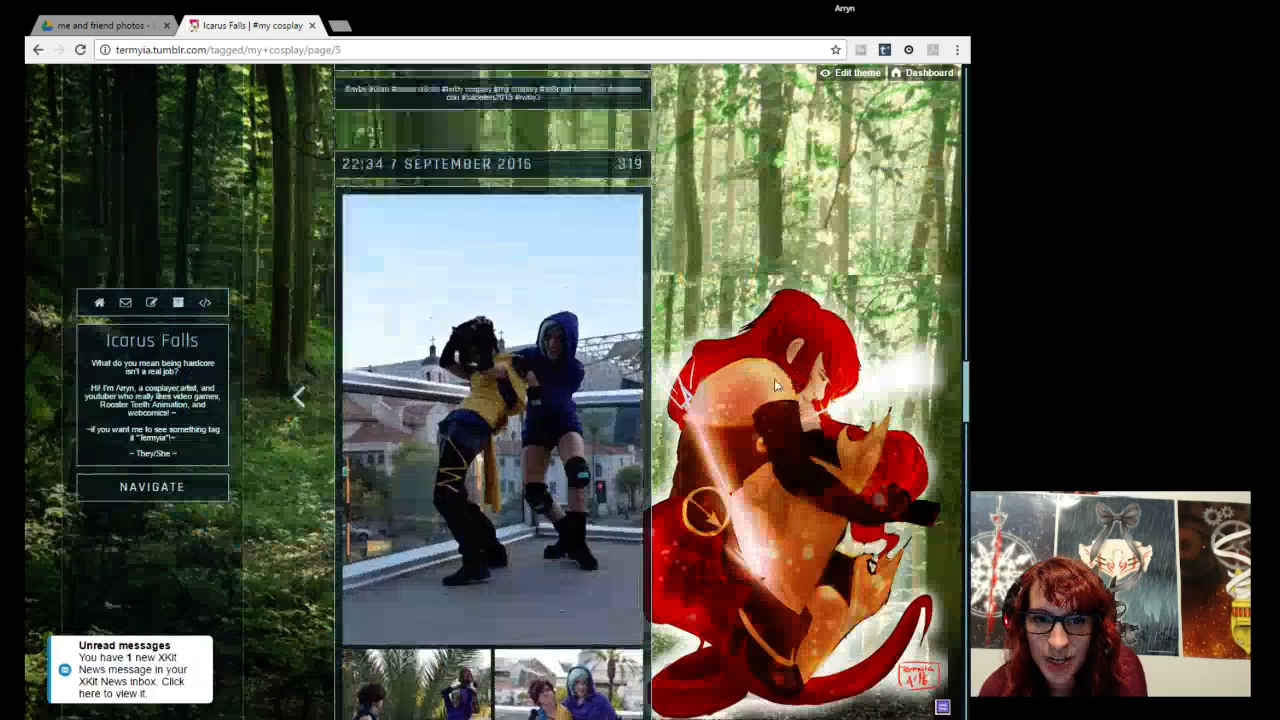 Arryn
me and friend photos -
Icarus Falls | #my cosplay
termyia.tumblr.com/tagged/my+cosplay/page/5
Edit theme
Dashboard
22:34 7 SEPTEMBER 2015
319
Icarus Falls
What do you mean being hardcore
isn't a real job?
Hi! I'm Arryn, a cosplayer,artist, and
youtuber who really likes video games,
Rooster Teeth Animation, and
webcomics! ~
~if you want me to see something tag
it "Termyia"!~
~ They/She ~
NAVIGATE
Unread messages
You have 1 new XKit
News message in your
XKit News inbox. Click
here to view it.
Termyia